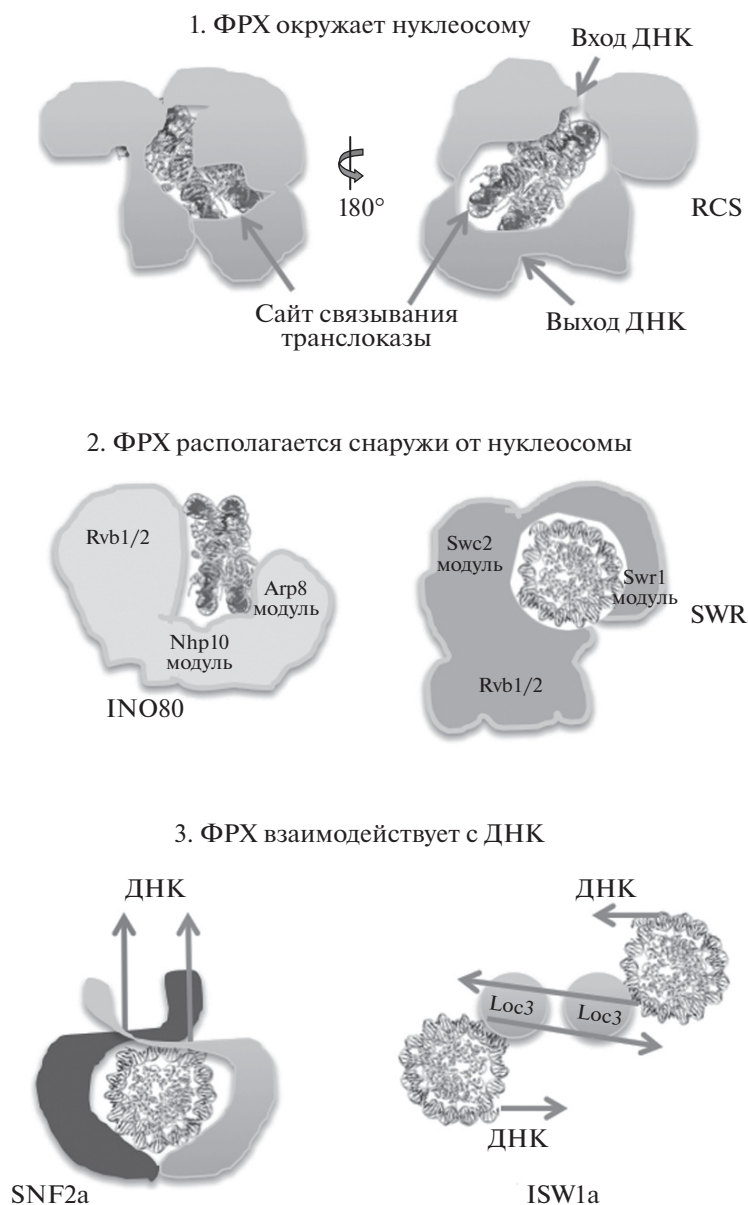 1. ФРХ окружает нуклеосому
Вход ДНК
180°
RCS
Сайт связывания
транслоказы
Выход ДНК
2. ФРХ располагается снаружи от нуклеосомы
Rvb1/2
Arp8
модуль
Nhp10
модуль
INO80
Swc2
модуль
Swr1
модуль
Rvb1/2
SWR
3. ФРХ взаимодействует с ДНК
ДНК
SNF2a
ДНК
Loc3
Loc3
ДНК
ISW1a